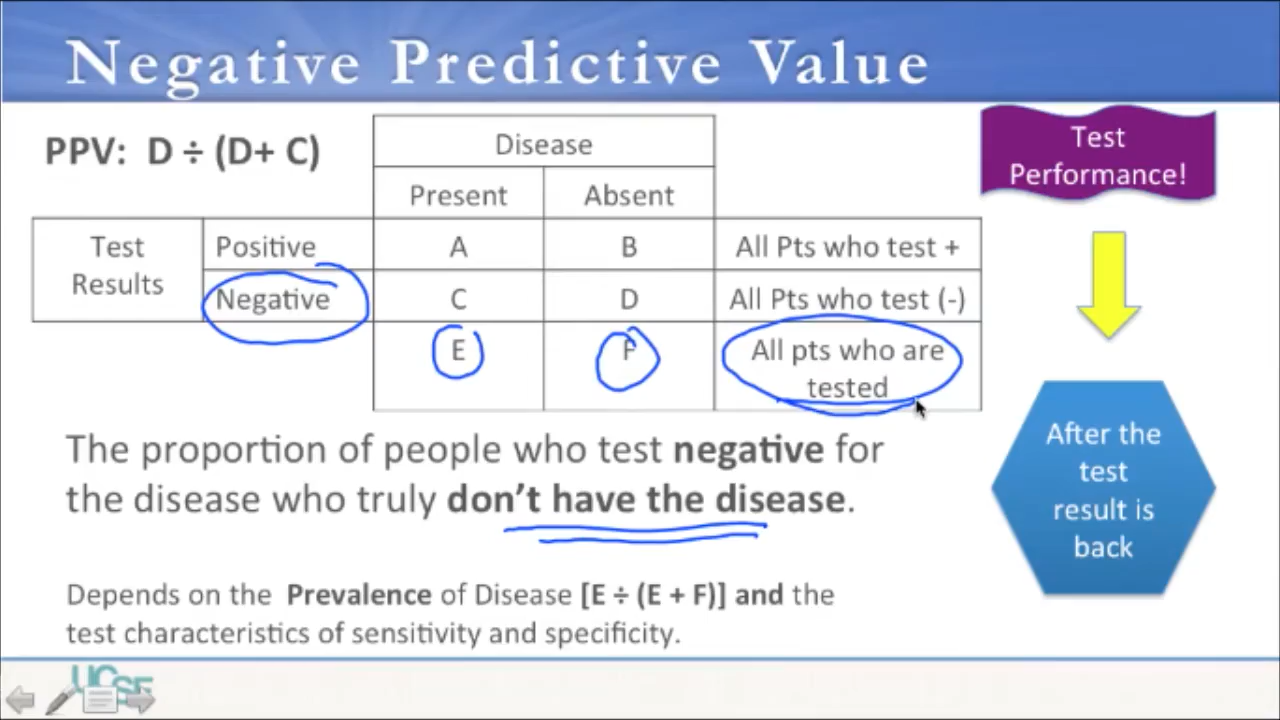 Negative Predictive Value
PPV: D ÷ (D+ C)
Disease
Present Absent
Test
Results
Positive A B All Pts who test +
Negative C D All Pts who test (-)
E F All pts who are
tested
Test
Performance!
After the
test
result is
back
The proportion of people who test negative for
the disease who truly don't have the disease.
Depends on the Prevalence of Disease [E ÷ (E + F)] and the
test characteristics of sensitivity and specificity.
UCSF